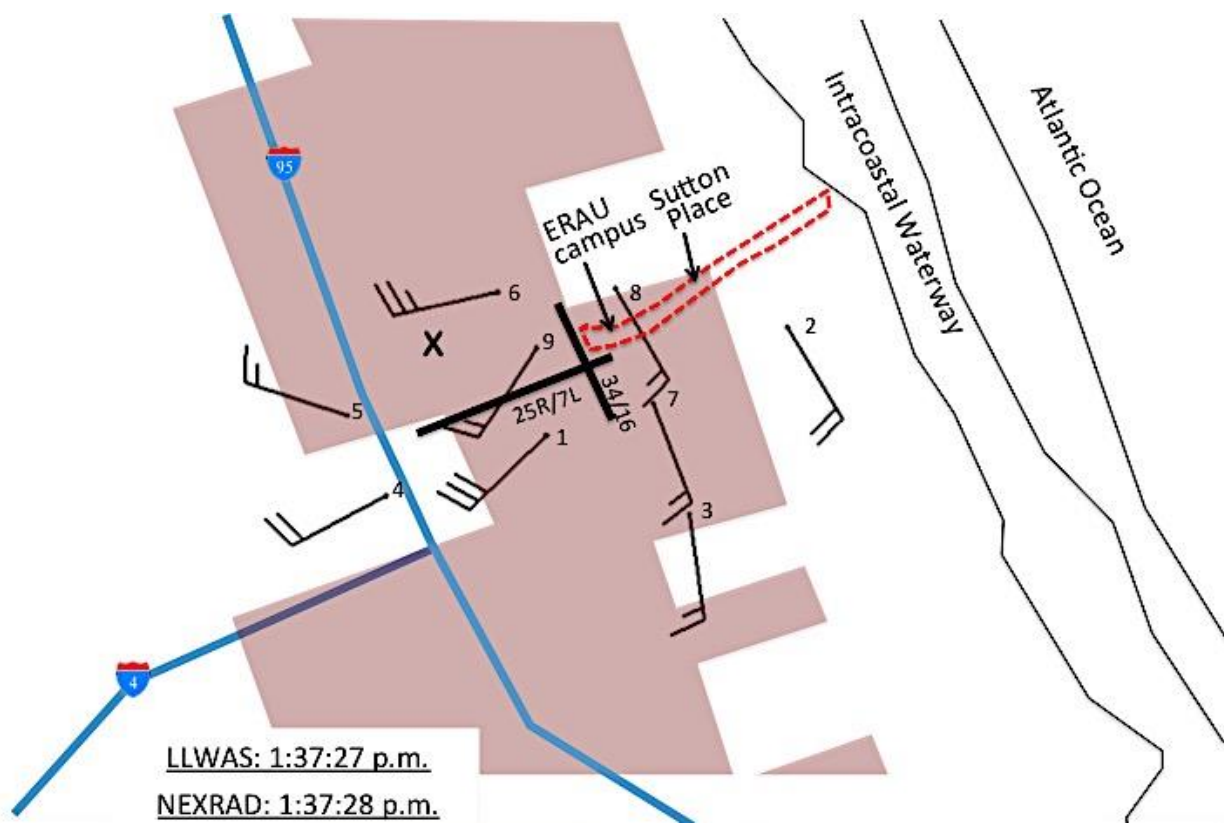 95
Intracoastal Waterway
Atlantic Ocean
ERAU
campus
Sutton
Place
6
8
2
X
9
5
25R/7L
34/16
7
1
4
3
4
LLWAS: 1:37:27 p.m.
NEXRAD: 1:37:28 p.m.